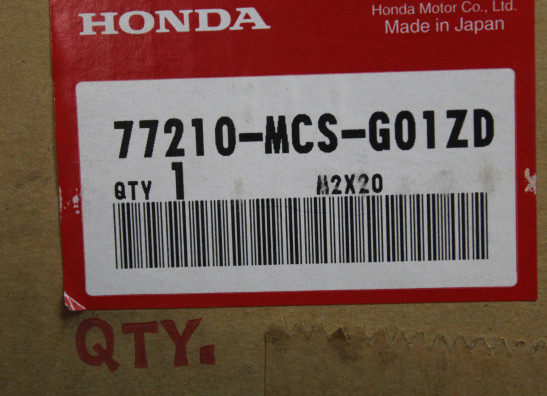 HONDA
Honda Motor Co., Ltd.
Made in Japan
77210-MCS-G01ZD
QTY 1 M2X20
QTY.